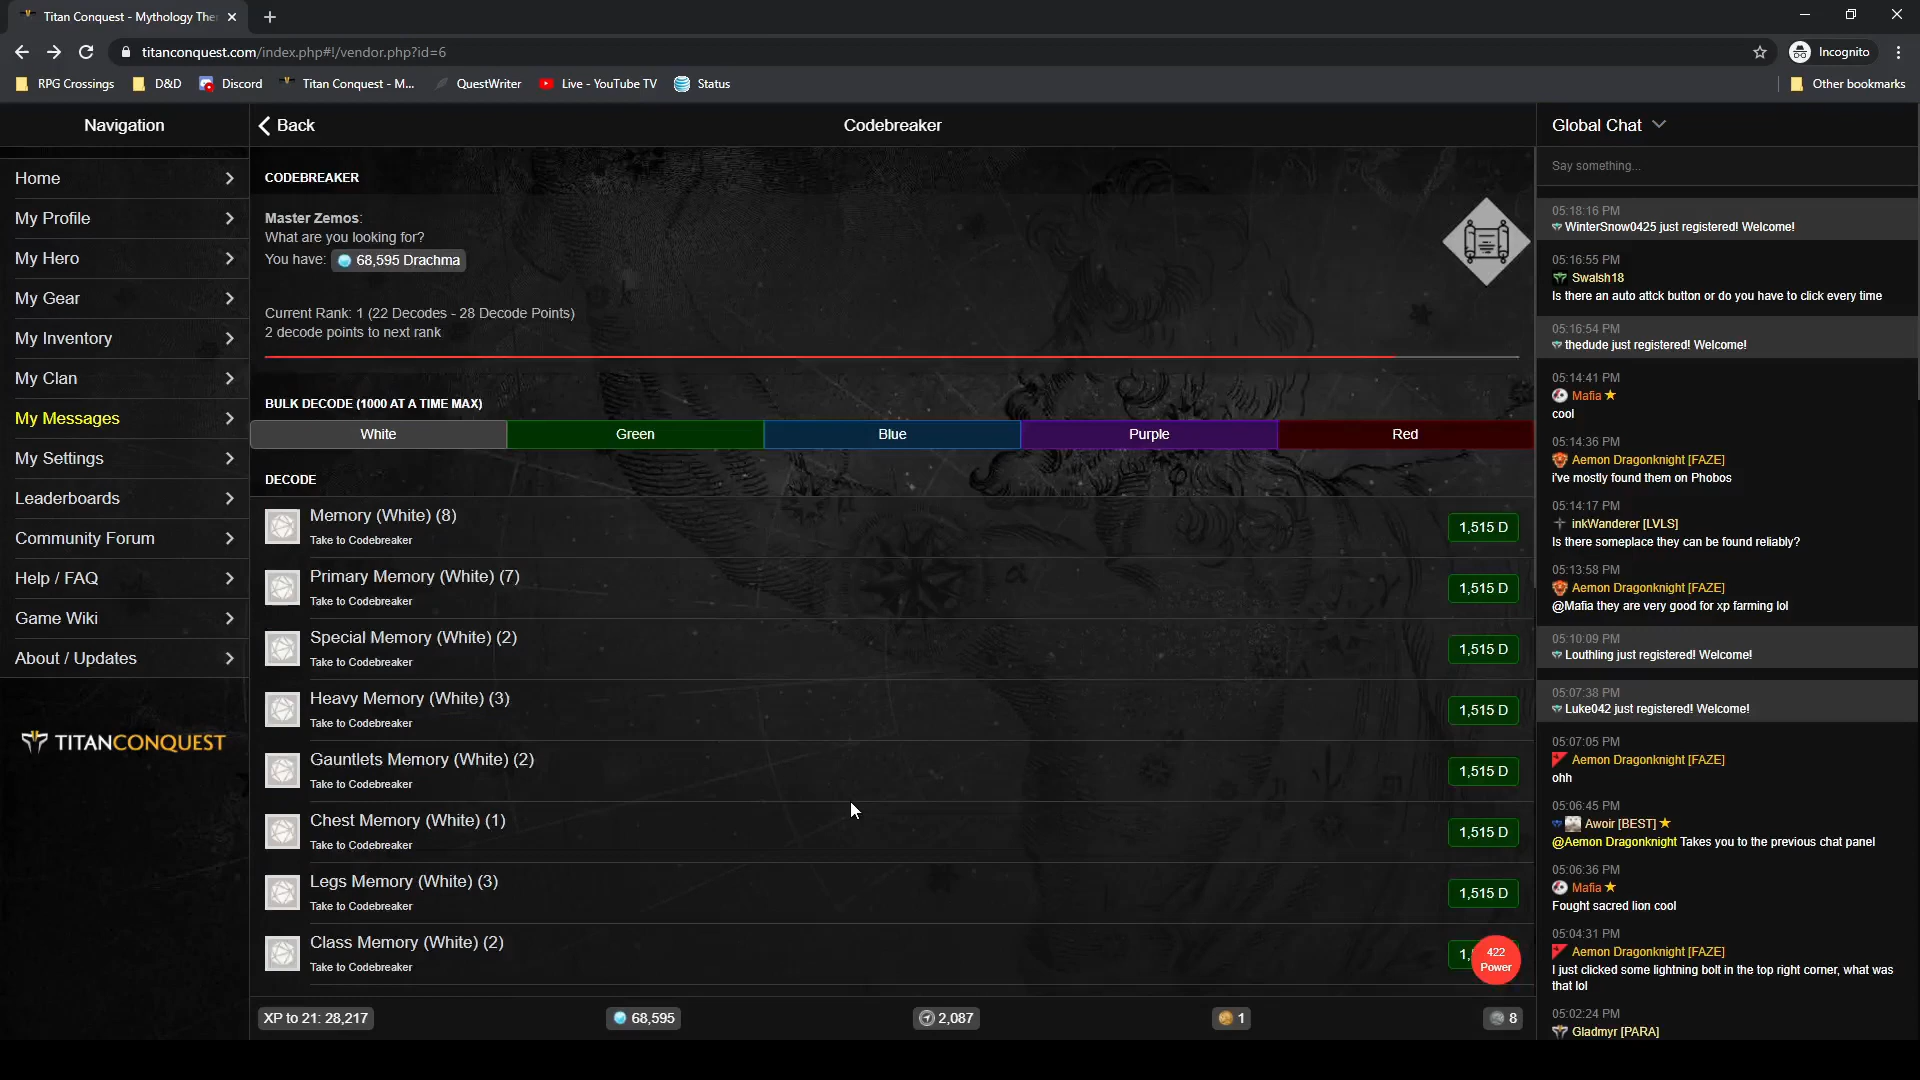 Titan Conquest - Mythology The
titanconquest.com/index.php#!/vendor.php?id=6
Incognito
RPG Crossings
D&D
Discord
Titan Conquest - M...
QuestWriter
Live - YouTube TV
Status
Other bookmarks
Navigation
Home
My Profile
My Hero
My Gear
My Inventory
My Clan
My Messages
My Settings
Leaderboards
Community Forum
Help / FAQ
Game Wiki
About / Updates
TITANCONQUEST
Back
Codebreaker
CODEBREAKER
Master Zemos:
What are you looking for?
You have: 68,595 Drachma
Current Rank: 1 (22 Decodes - 28 Decode Points)
2 decode points to next rank
BULK DECODE (1000 AT A TIME MAX)
White
Green
Blue
Purple
Red
DECODE
Memory (White) (8)
Take to Codebreaker
1,515 D
Primary Memory (White) (7)
Take to Codebreaker
1,515 D
Special Memory (White) (2)
Take to Codebreaker
1,515 D
Heavy Memory (White) (3)
Take to Codebreaker
1,515 D
Gauntlets Memory (White) (2)
Take to Codebreaker
1,515 D
Chest Memory (White) (1)
Take to Codebreaker
1,515 D
Legs Memory (White) (3)
Take to Codebreaker
1,515 D
Class Memory (White) (2)
Take to Codebreaker
1,
422
Power
XP to 21: 28,217
68,595
2,087
1
8
Global Chat
Say something...
05:18:16 PM
WinterSnow0425 just registered! Welcome!
05:16:55 PM
Swalsh18
Is there an auto attck button or do you have to click every time
05:16:54 PM
thedude just registered! Welcome!
05:14:41 PM
Mafia
cool
05:14:36 PM
Aemon Dragonknight [FAZE]
i've mostly found them on Phobos
05:14:17 PM
inkWanderer [LVLS]
Is there someplace they can be found reliably?
05:13:58 PM
Aemon Dragonknight [FAZE]
@Mafia they are very good for xp farming lol
05:10:09 PM
Louthling just registered! Welcome!
05:07:38 PM
Luke042 just registered! Welcome!
05:07:05 PM
Aemon Dragonknight [FAZE]
ohh
05:06:45 PM
Awoir [BEST]
@Aemon Dragonknight Takes you to the previous chat panel
05:06:36 PM
Mafia
Fought sacred lion cool
05:04:31 PM
Aemon Dragonknight [FAZE]
I just clicked some lightning bolt in the top right corner, what was
that lol
05:02:24 PM
Gladmyr [PARA]